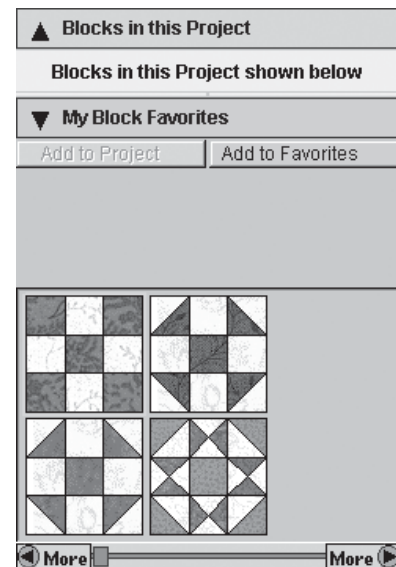 Blocks in this Project
Blocks in this Project shown below
My Block Favorites
Add to Project Add to Favorites
More More